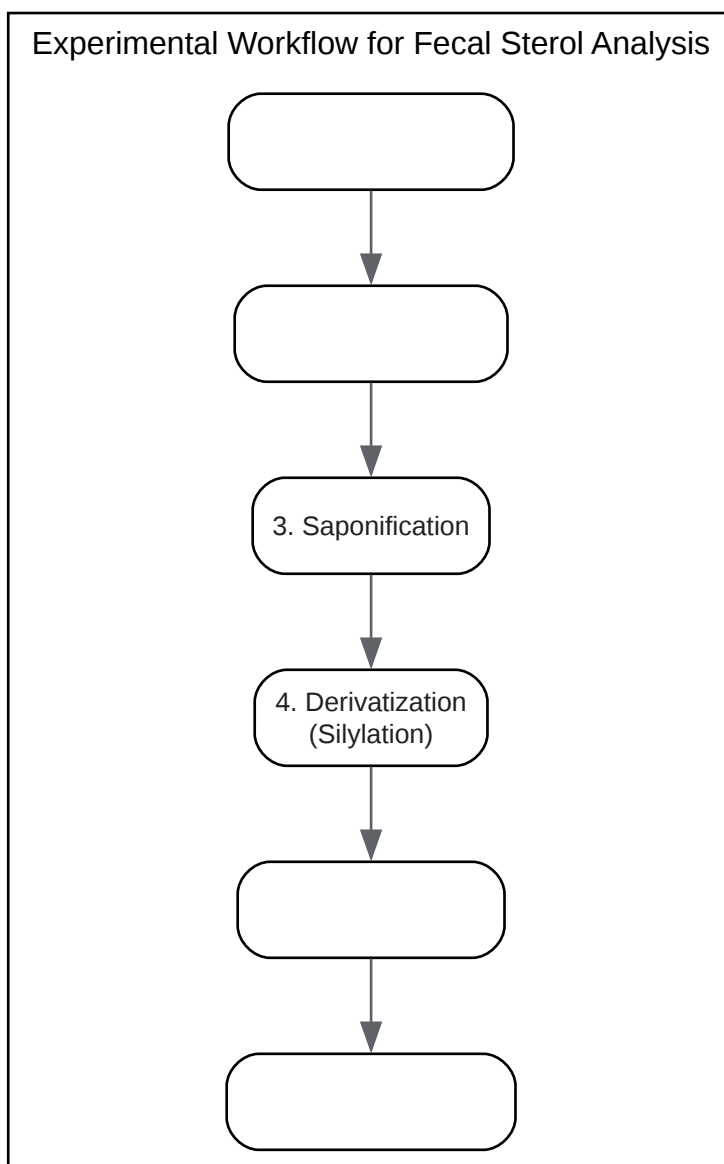 Experimental Workflow for Fecal Sterol Analysis
3. Saponification
4. Derivatization
(Silylation)